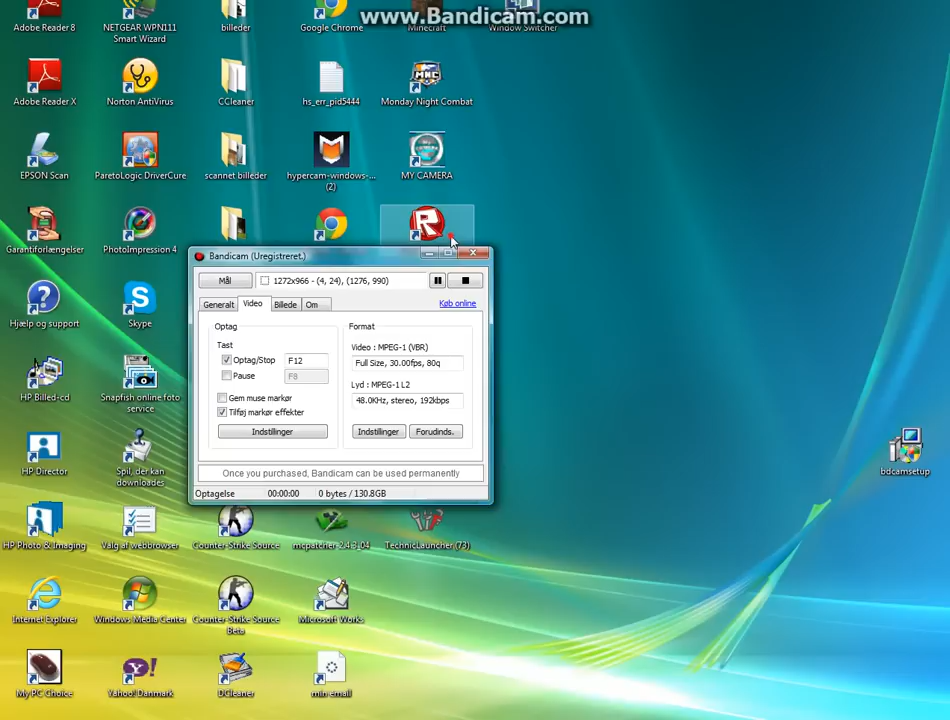 www.Bandicam.com
Adobe Reader 8
NETGEAR WPN111
Smart Wizard
billeder
Google Chrome
Minecraft
Window Switcher
Adobe Reader X
Norton AntiVirus
CCleaner
hs_err_pid5444
Monday Night Combat
EPSON Scan
ParetoLogic DriverCure
scannet billeder
hypercam-windows-...
(2)
MY CAMERA
Garantiforlængelser
PhotoImpression 4
Bandicam (Uregistreret.)
Mål
1272x966 - (4, 24), (1276, 990)
Generalt
Video
Billede
Om
Køb online
Optag
Tast
Optag/Stop
F12
Pause
F8
Gem muse markør
Tilføj markør effekter
Indstillinger
Format
Video : MPEG-1 (VBR)
Full Size, 30.00fps, 80q
Lyd : MPEG-1 L2
48.0KHz, stereo, 192kbps
Indstillinger
Forudinds.
Once you purchased, Bandicam can be used permanently
Optagelse
00:00:00
0 bytes / 130.8GB
Hjælp og support
Skype
HP Billed-cd
Snapfish online foto
service
HP Director
Spil, der kan
downloades
bdcamsetup
HP Photo & Imaging
Valg af webbrowser
Counter-Strike Source
mcpatcher-2.4.3_04
TechnicLauncher (73)
Internet Explorer
Windows Media Center
Counter-Strike Source
Beta
Microsoft Works
My PC Choice
Yahoo! Danmark
DCleaner
min email